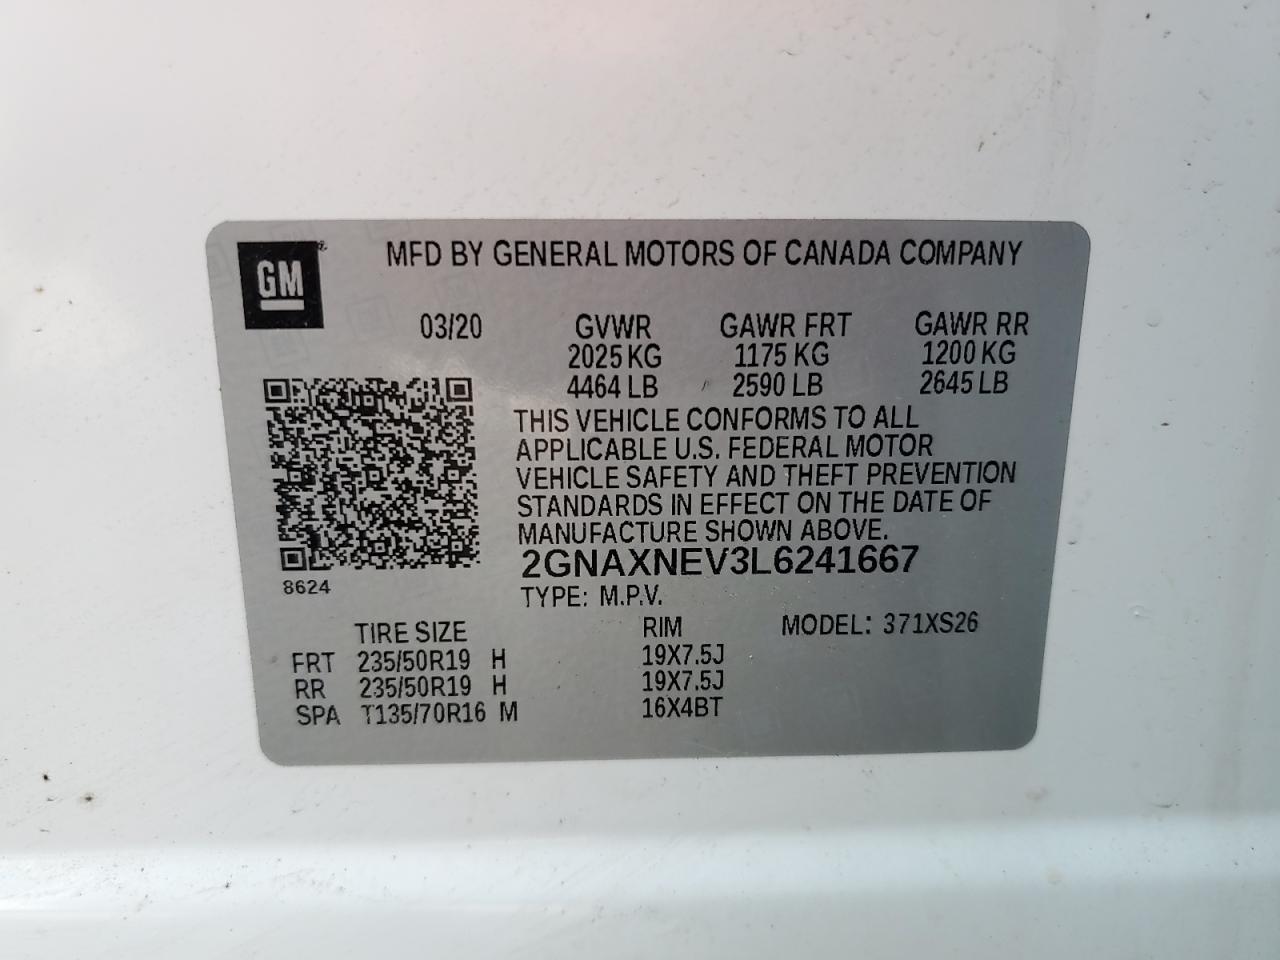 GM ®
MFD BY GENERAL MOTORS OF CANADA COMPANY
03/20 GVWR GAWR FRT GAWR RR
2025 KG 1175 KG 1200 KG
4464 LB 2590 LB 2645 LB
THIS VEHICLE CONFORMS TO ALL
APPLICABLE U.S. FEDERAL MOTOR
VEHICLE SAFETY AND THEFT PREVENTION
STANDARDS IN EFFECT ON THE DATE OF
MANUFACTURE SHOWN ABOVE.
2GNAXNEV3L6241667
8624
TYPE: M.P.V.
TIRE SIZE RIM MODEL: 371XS26
FRT 235/50R19 H 19X7.5J
RR 235/50R19 H 19X7.5J
SPA T135/70R16 M 16X4BT